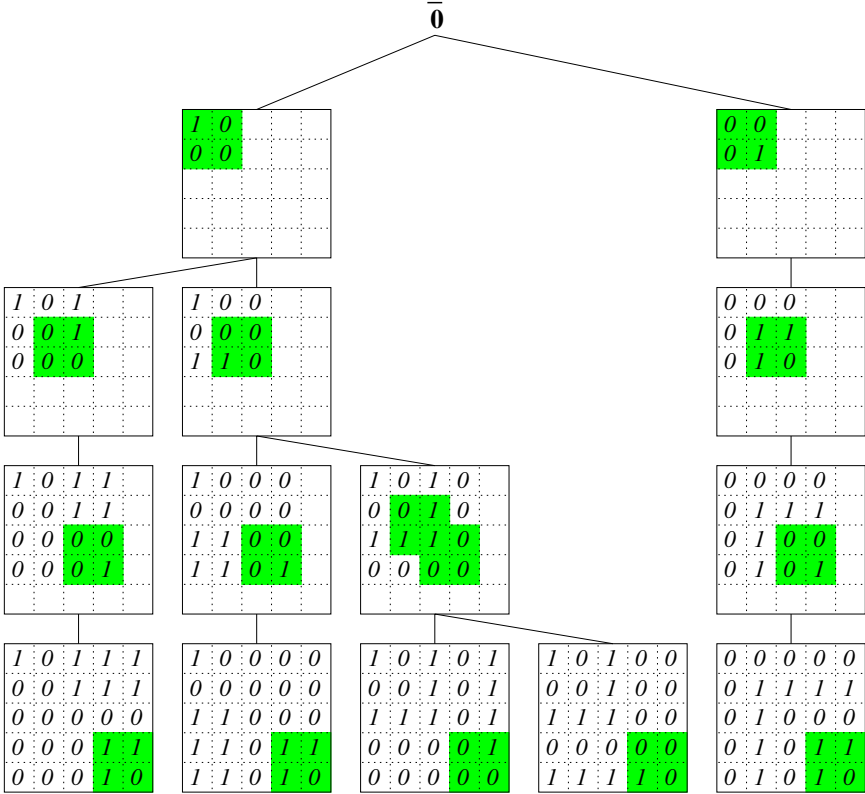 0̅
1 0
0 0
0 0
0 1
1 0 1
0 0 1
0 0 0
1 0 0
0 0 0
1 1 0
0 0 0
0 1 1
0 1 0
1 0 1 1
0 0 1 1
0 0 0 0
0 0 0 1
1 0 0 0
0 0 0 0
1 1 0 0
1 1 0 1
1 0 1 0
0 0 1 0
1 1 1 0
0 0 0 0
0 0 0 0
0 1 1 1
0 1 0 0
0 1 0 1
1 0 1 1 1
0 0 1 1 1
0 0 0 0 0
0 0 0 1 1
0 0 0 1 0
1 0 0 0 0
0 0 0 0 0
1 1 0 0 0
1 1 0 1 1
1 1 0 1 0
1 0 1 0 1
0 0 1 0 1
1 1 1 0 1
0 0 0 0 1
0 0 0 0 0
1 0 1 0 0
0 0 1 0 0
1 1 1 0 0
0 0 0 0 0
1 1 1 1 0
0 0 0 0 0
0 1 1 1 1
0 1 0 0 0
0 1 0 1 1
0 1 0 1 0